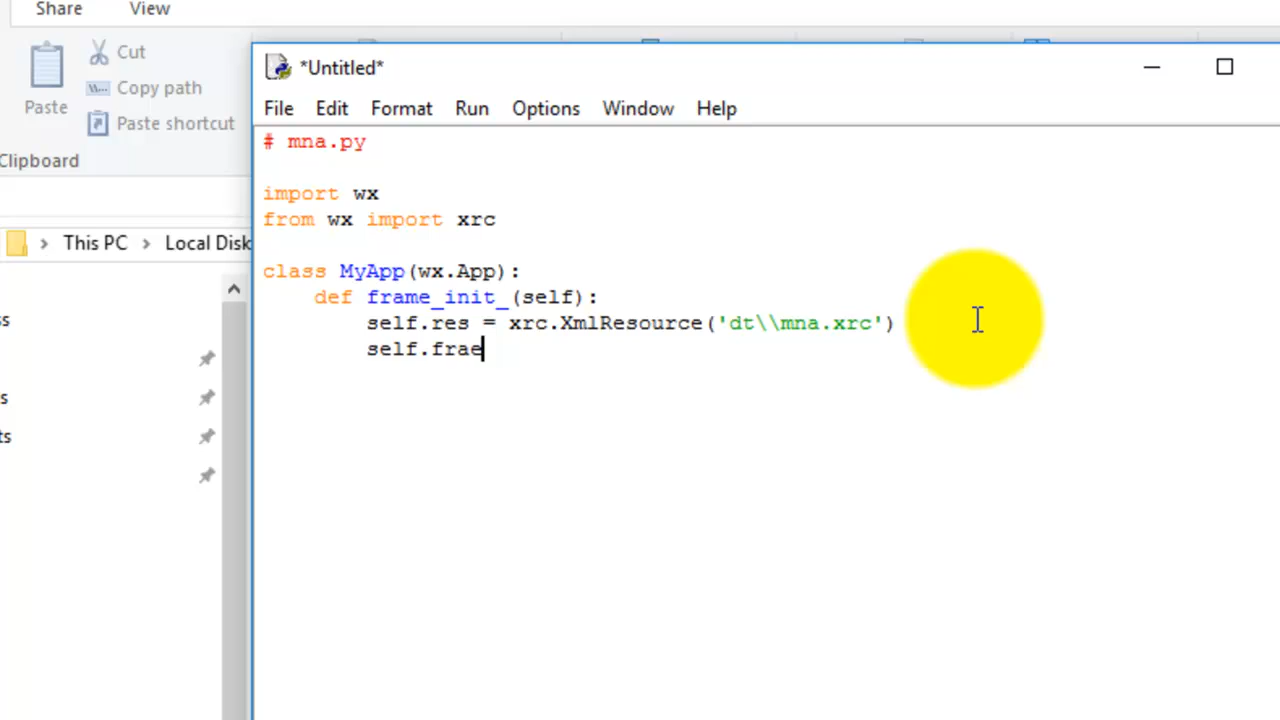 Share View
*Untitled*
Cut
Copy path
Paste
Paste shortcut
File Edit Format Run Options Window Help
# mna.py
Clipboard
import wx
from wx import xrc
This PC Local Disk
class MyApp(wx.App):
def frame_init_(self):
self.res = xrc.XmlResource('dt\\mna.xrc')
self.frae